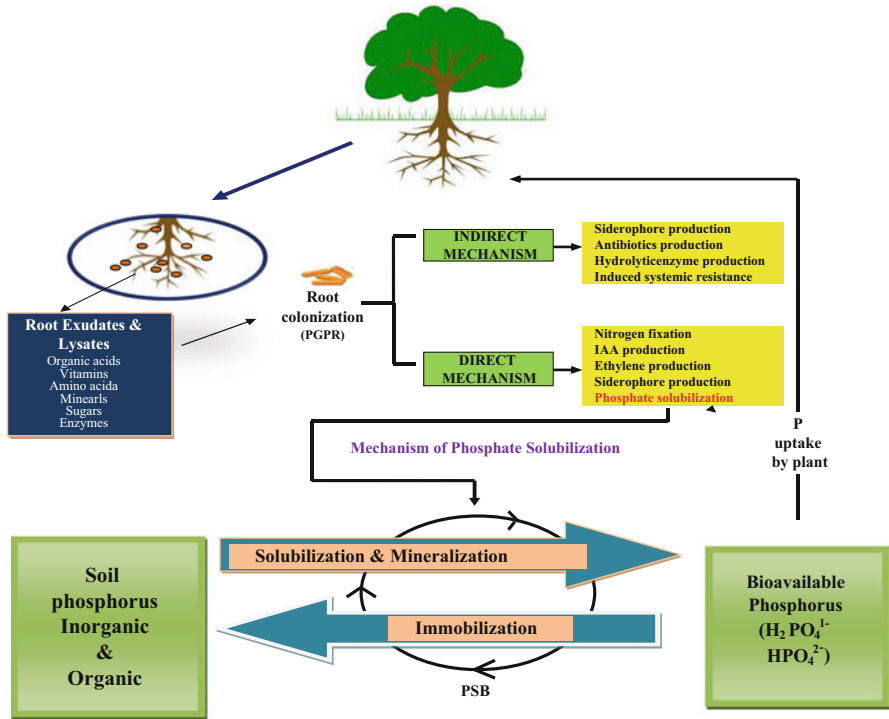 INDIRECT
MECHANISM
Siderophore production
Antibiotics production
Hydrolyticenzyme production
Induced systemic resistance
Root
colonization
(PGPR)
Root Exudates &
Lysates
Organic acids
Vitamins
Amino acida
Minearls
Sugars
Enzymes
DIRECT
MECHANISM
Nitrogen fixation
IAA production
Ethylene production
Siderophore production
Phosphate solubilization
P
uptake
by plant
Mechanism of Phosphate Solubilization
Solubilization & Mineralization
Immobilization
PSB
Soil
phosphorus
Inorganic
&
Organic
Bioavailable
Phosphorus
(H₂ PO₄¹⁻
HPO₄²⁻)